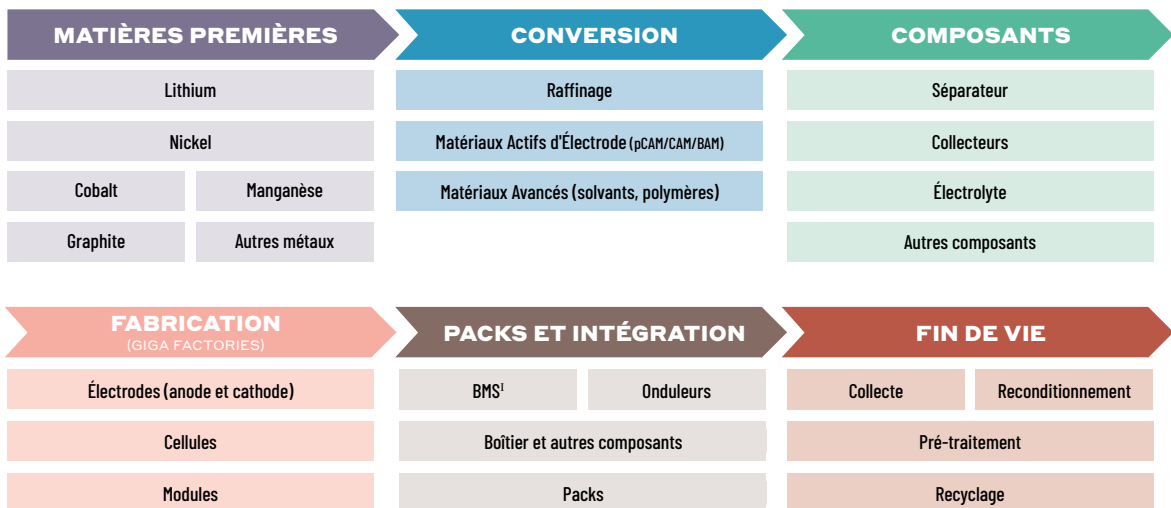 MATIÈRES PREMIÈRES
Lithium
Nickel
Cobalt
Manganèse
Graphite
Autres métaux
CONVERSION
Raffinage
Matériaux Actifs d'Électrode (pCAM/CAM/BAM)
Matériaux Avancés (solvants, polymères)
COMPOSANTS
Séparateur
Collecteurs
Électrolyte
Autres composants
FABRICATION
(GIGA FACTORIES)
Électrodes (anode et cathode)
Cellules
Modules
PACKS ET INTÉGRATION
BMS¹
Onduleurs
Boîtier et autres composants
Packs
FIN DE VIE
Collecte
Reconditionnement
Pré-traitement
Recyclage